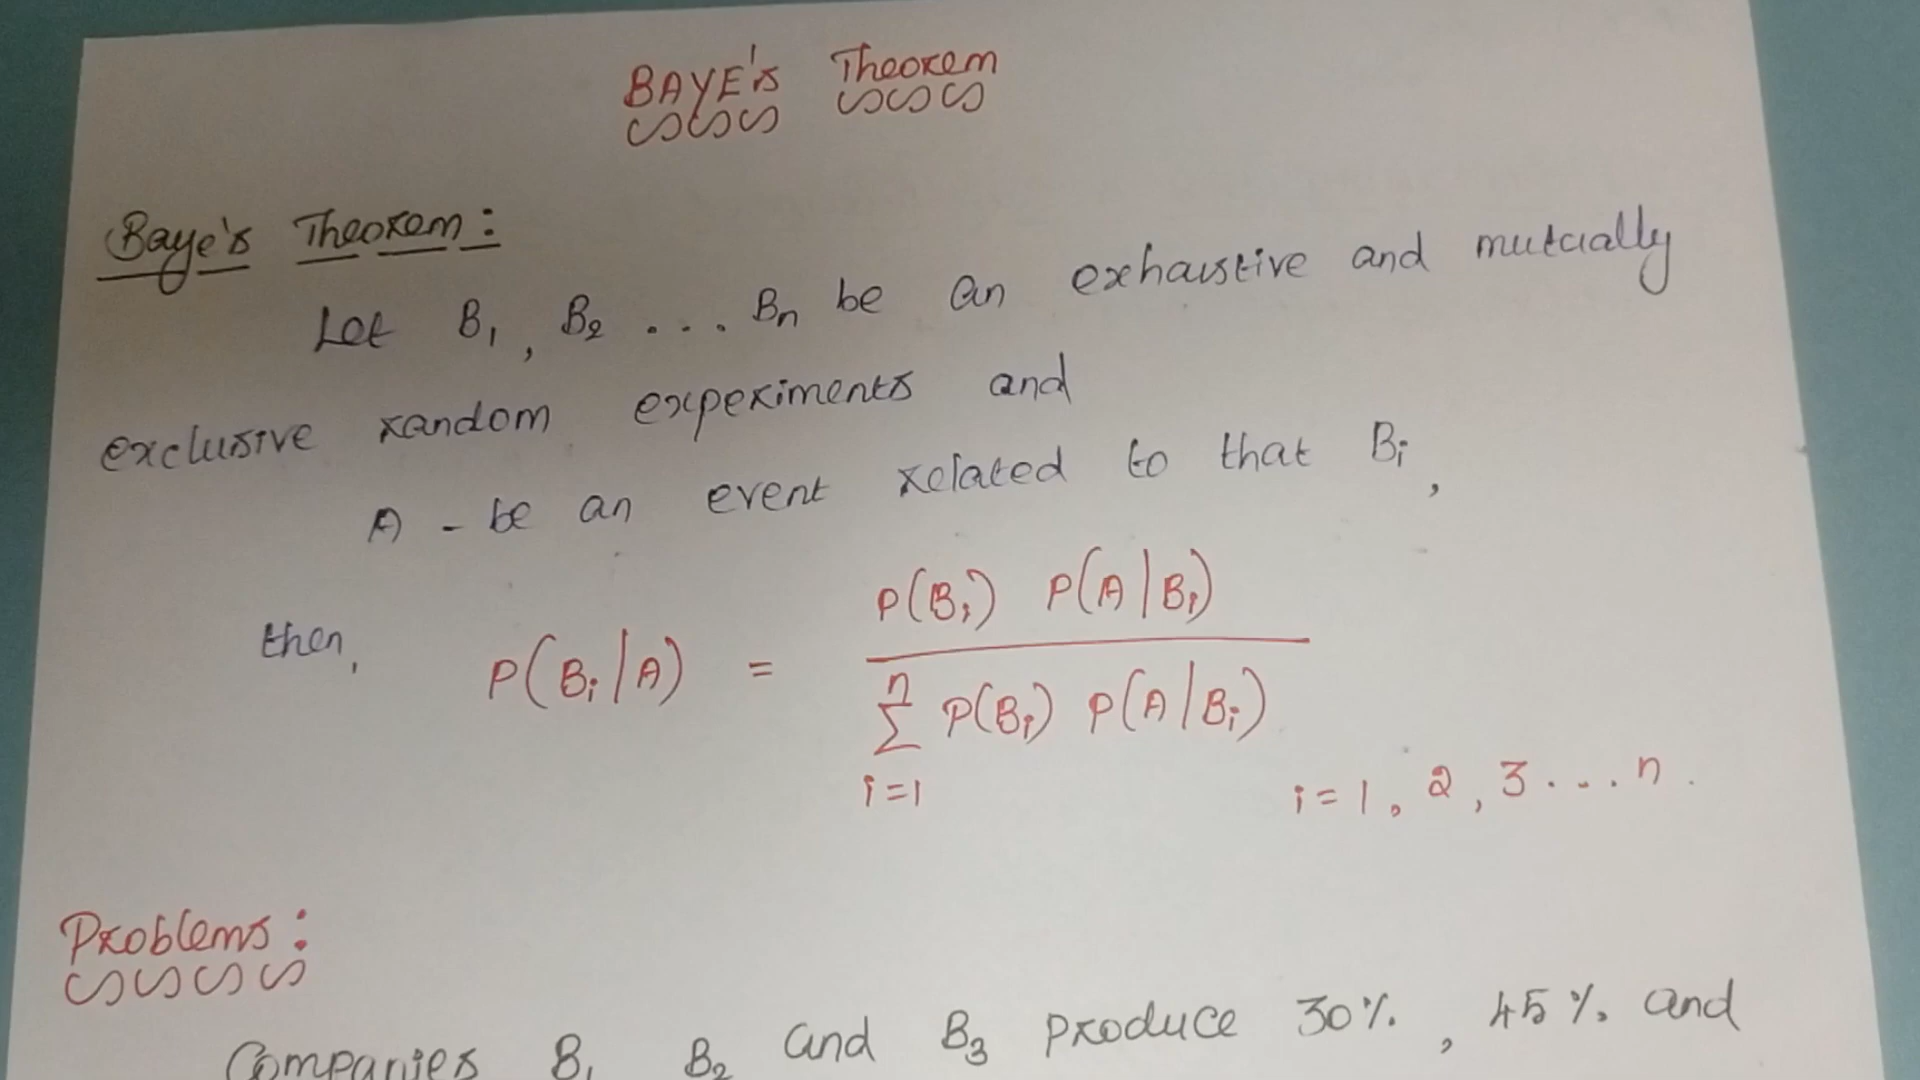 BAYE's Theorem
Baye's Theorem:
Let B₁, B₂ .... Bn be an exhaustive and mutually
exclusive random experiments and
A - be an event related to that Bi,
then, P(Bi/A) = P(Bi) P(A/Bi) / n Σ i=1 P(Bi) P(A/Bi)
i=1, 2, 3....n.
Problems:
Companies B₁ B₂ and B₃ produce 30%, 45% and